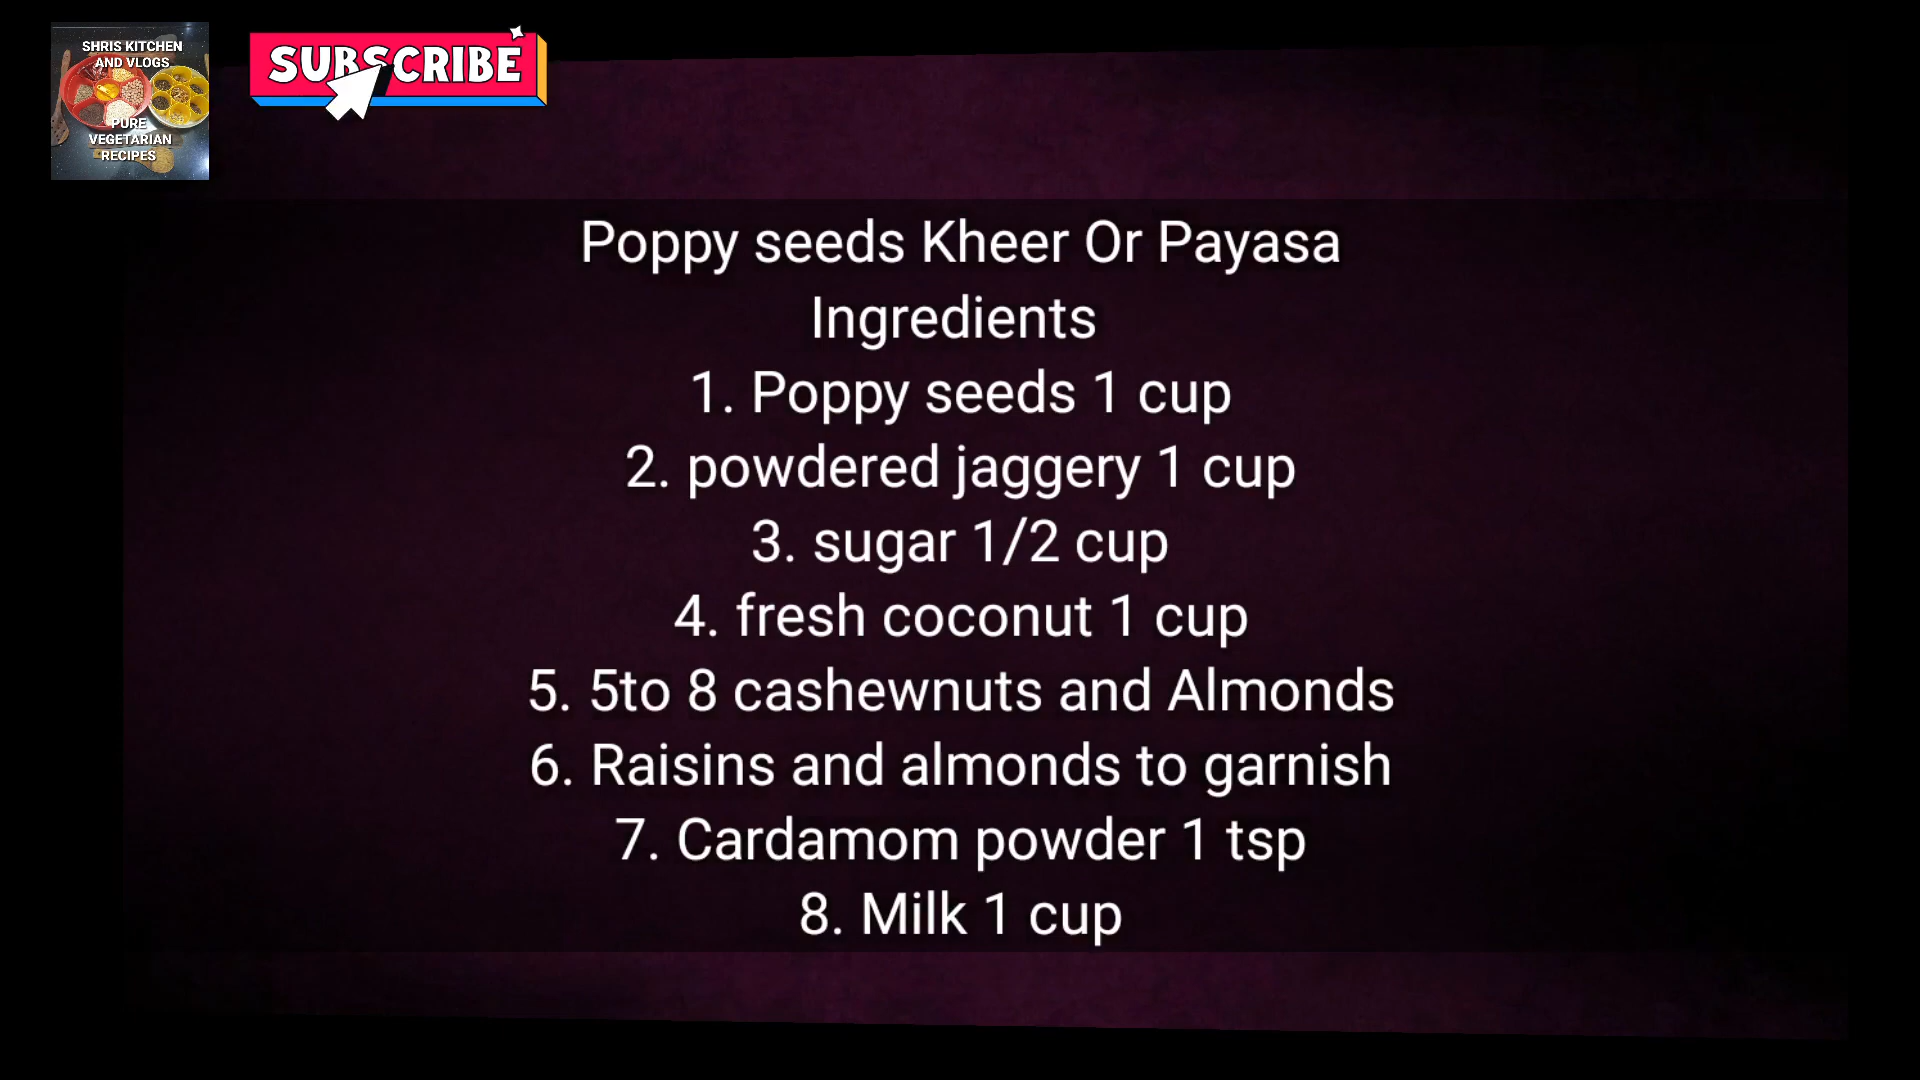 SHRIS KITCHEN
AND VLOGS
PURE
VEGETARIAN
RECIPES
SUBSCRIBE
Poppy seeds Kheer Or Payasa
Ingredients
1. Poppy seeds 1 cup
2. powdered jaggery 1 cup
3. sugar 1/2 cup
4. fresh coconut 1 cup
5. 5to 8 cashewnuts and Almonds
6. Raisins and almonds to garnish
7. Cardamom powder 1 tsp
8. Milk 1 cup